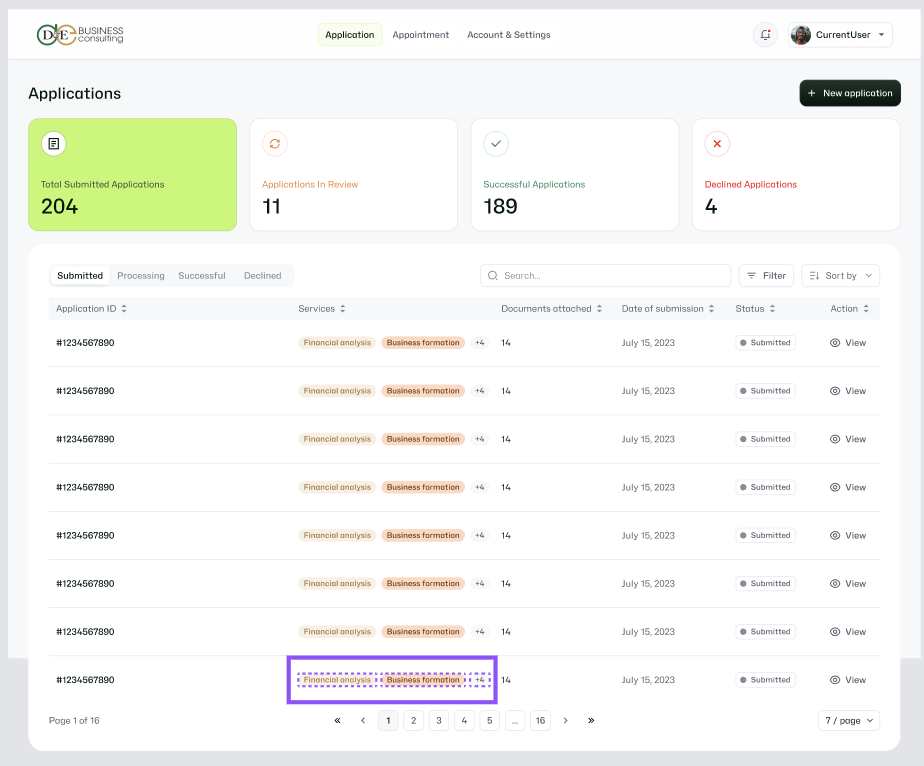 D&E BUSINESS
consulting
Application Appointment Account & Settings
CurrentUser
Applications
+ New application
Total Submitted Applications
204
Applications In Review
11
Successful Applications
189
Declined Applications
4
Submitted Processing Successful Declined
Search...
Filter
Sort by
Application ID Services Documents attached Date of submission Status Action
#1234567890 Financial analysis Business formation +4 14 July 15, 2023 Submitted View
#1234567890 Financial analysis Business formation +4 14 July 15, 2023 Submitted View
#1234567890 Financial analysis Business formation +4 14 July 15, 2023 Submitted View
#1234567890 Financial analysis Business formation +4 14 July 15, 2023 Submitted View
#1234567890 Financial analysis Business formation +4 14 July 15, 2023 Submitted View
#1234567890 Financial analysis Business formation +4 14 July 15, 2023 Submitted View
#1234567890 Financial analysis Business formation +4 14 July 15, 2023 Submitted View
#1234567890 Financial analysis Business formation +4 14 July 15, 2023 Submitted View
Page 1 of 16 « ‹ 1 2 3 4 5 ... 16 › » 7 / page